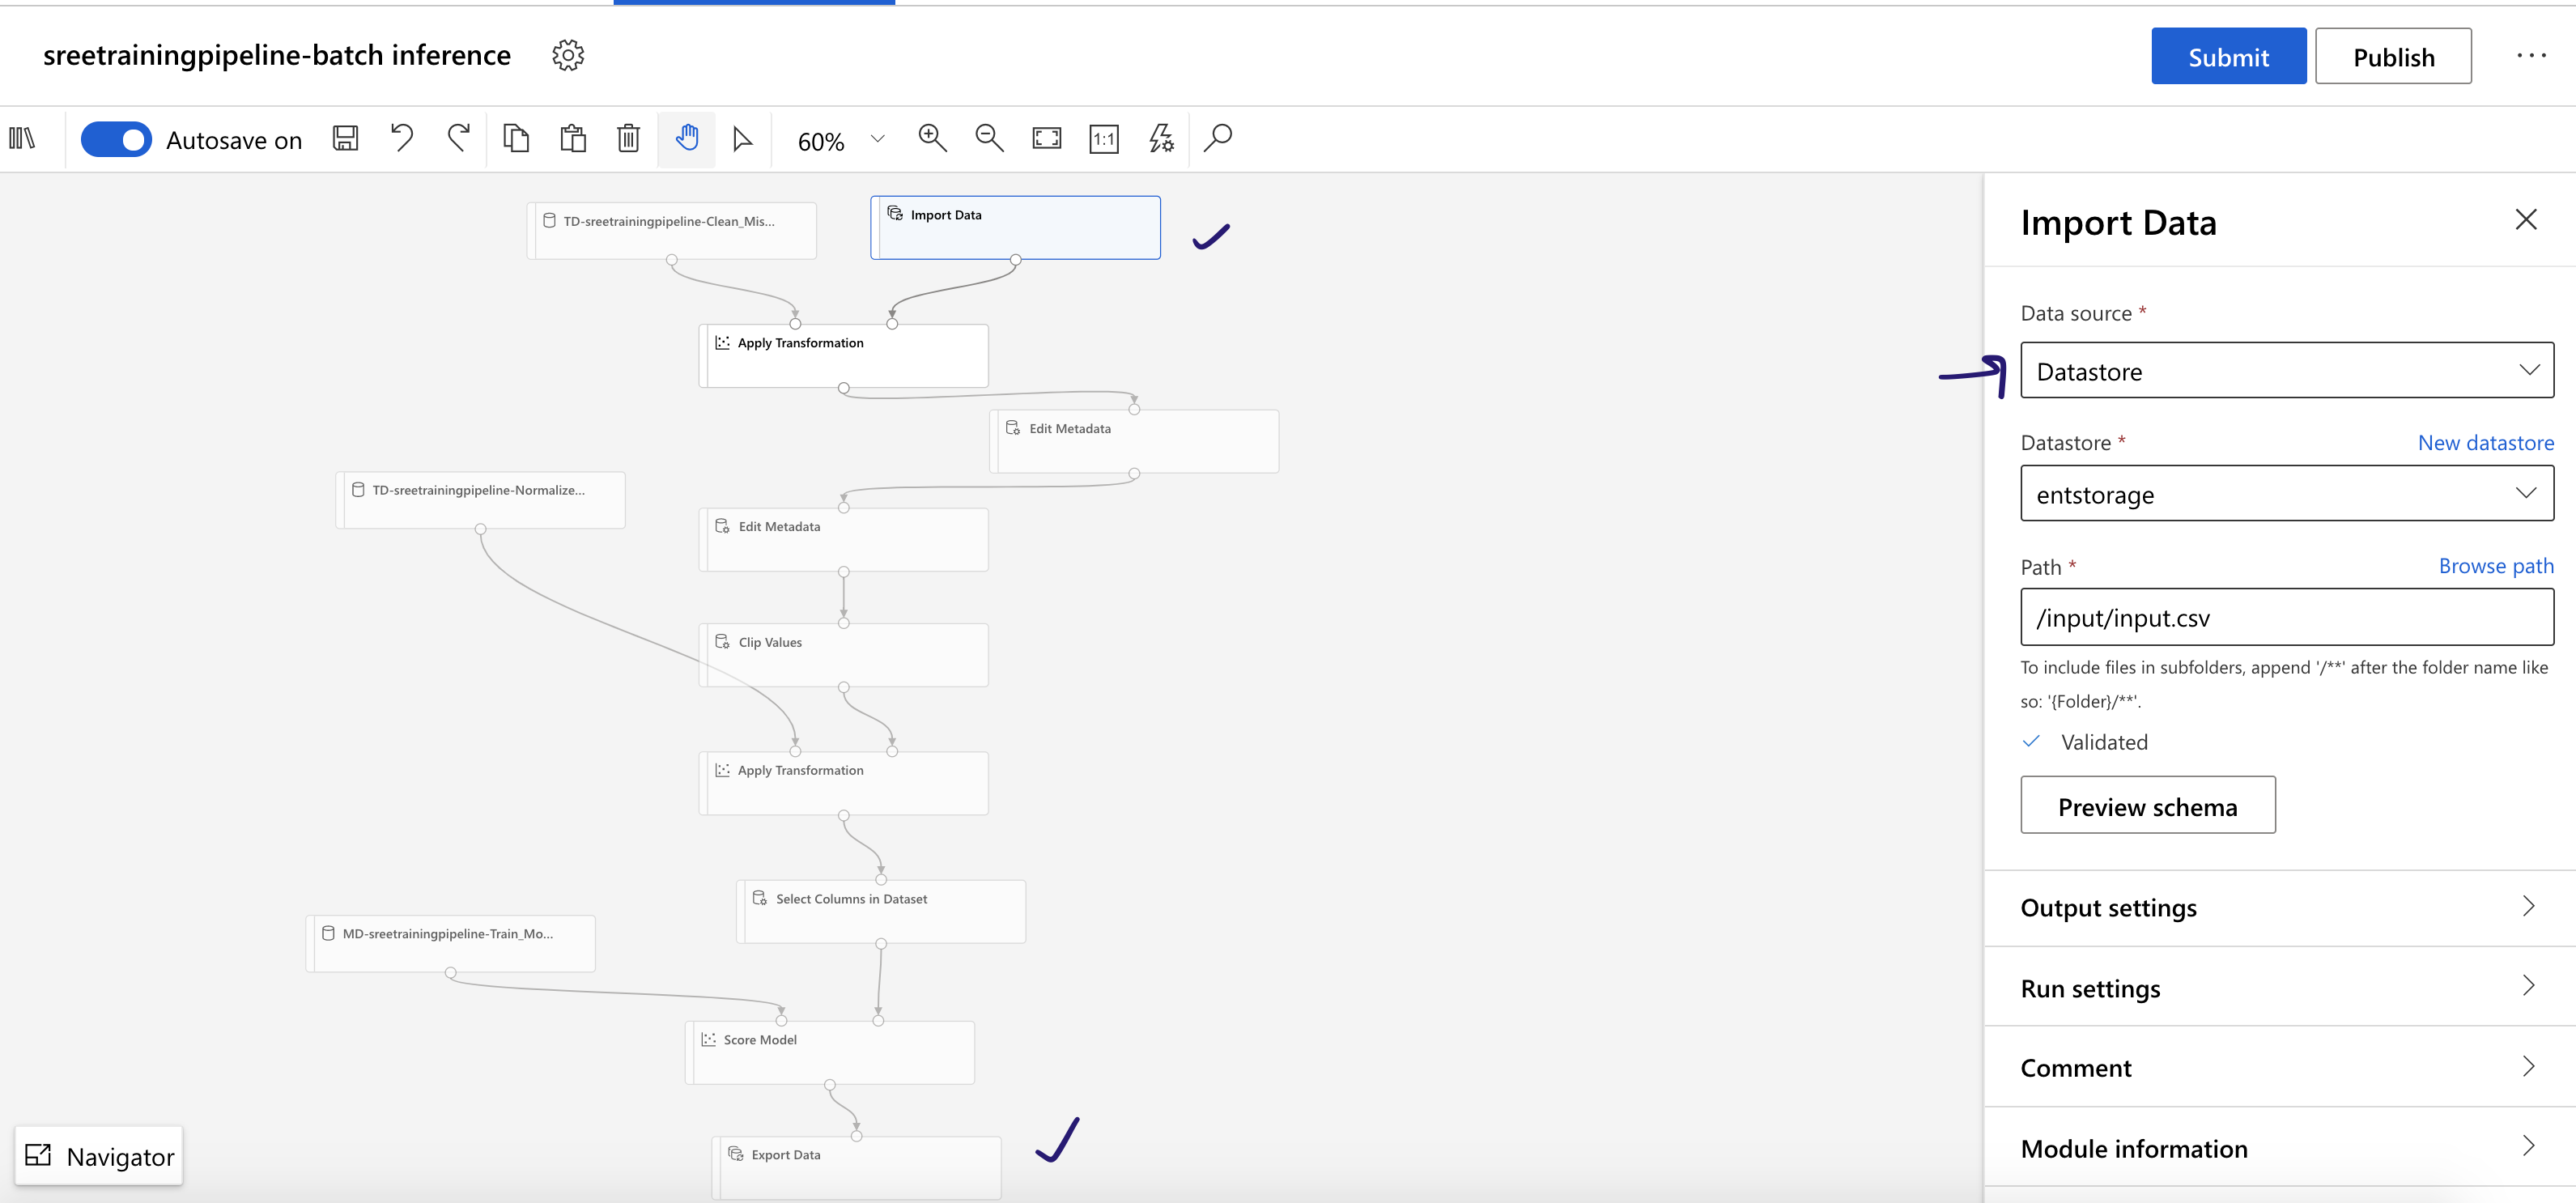 sreetrainingpipeline-batch inference
Submit
Publish
Autosave on
60%
1:1
TD-sreetrainingpipeline-Clean_Mis...
Import Data
Apply Transformation
Edit Metadata
TD-sreetrainingpipeline-Normalize...
Edit Metadata
Clip Values
Apply Transformation
Select Columns in Dataset
MD-sreetrainingpipeline-Train_Mo...
Score Model
Export Data
Navigator
Import Data
Data source *
Datastore
Datastore *
New datastore
entstorage
Path *
Browse path
/input/input.csv
To include files in subfolders, append '/**' after the folder name like
so: '{Folder}/**'.
Validated
Preview schema
Output settings
Run settings
Comment
Module information